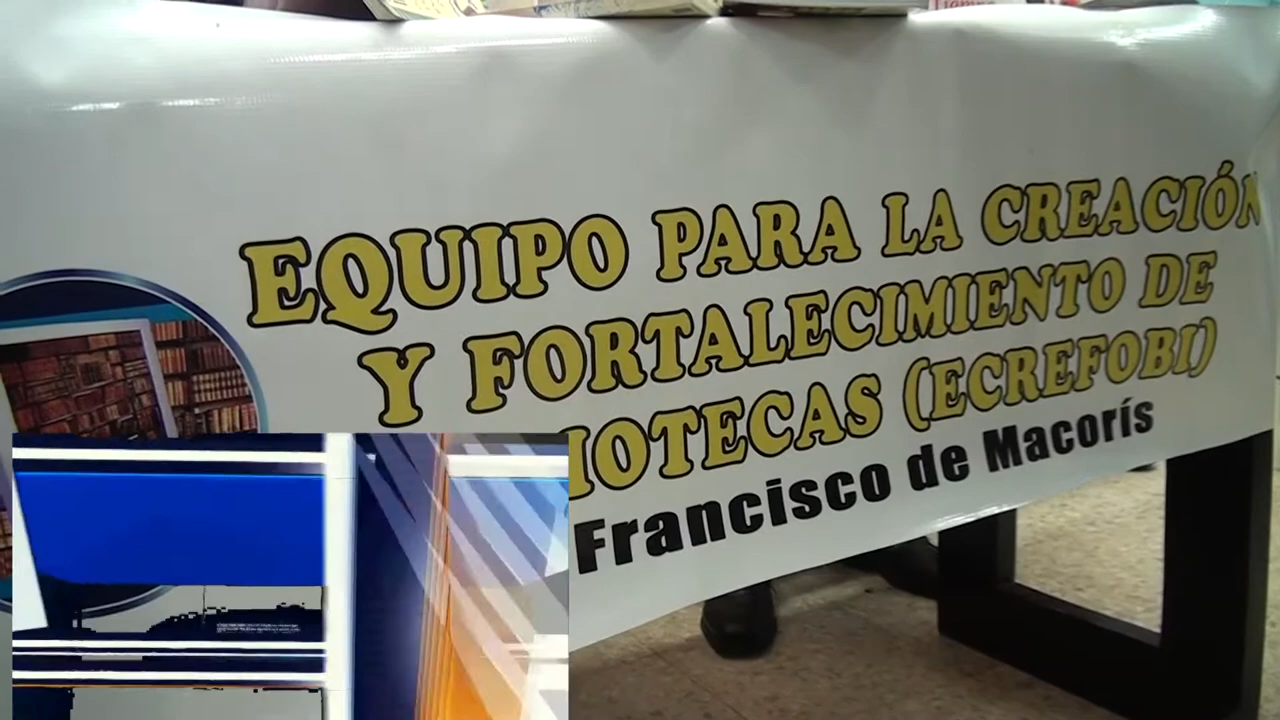 EQUIPO PARA LA CREACIÓN
Y FORTALECIMIENTO DE
IOTECAS (ECREFOBI)
Francisco de Macorís